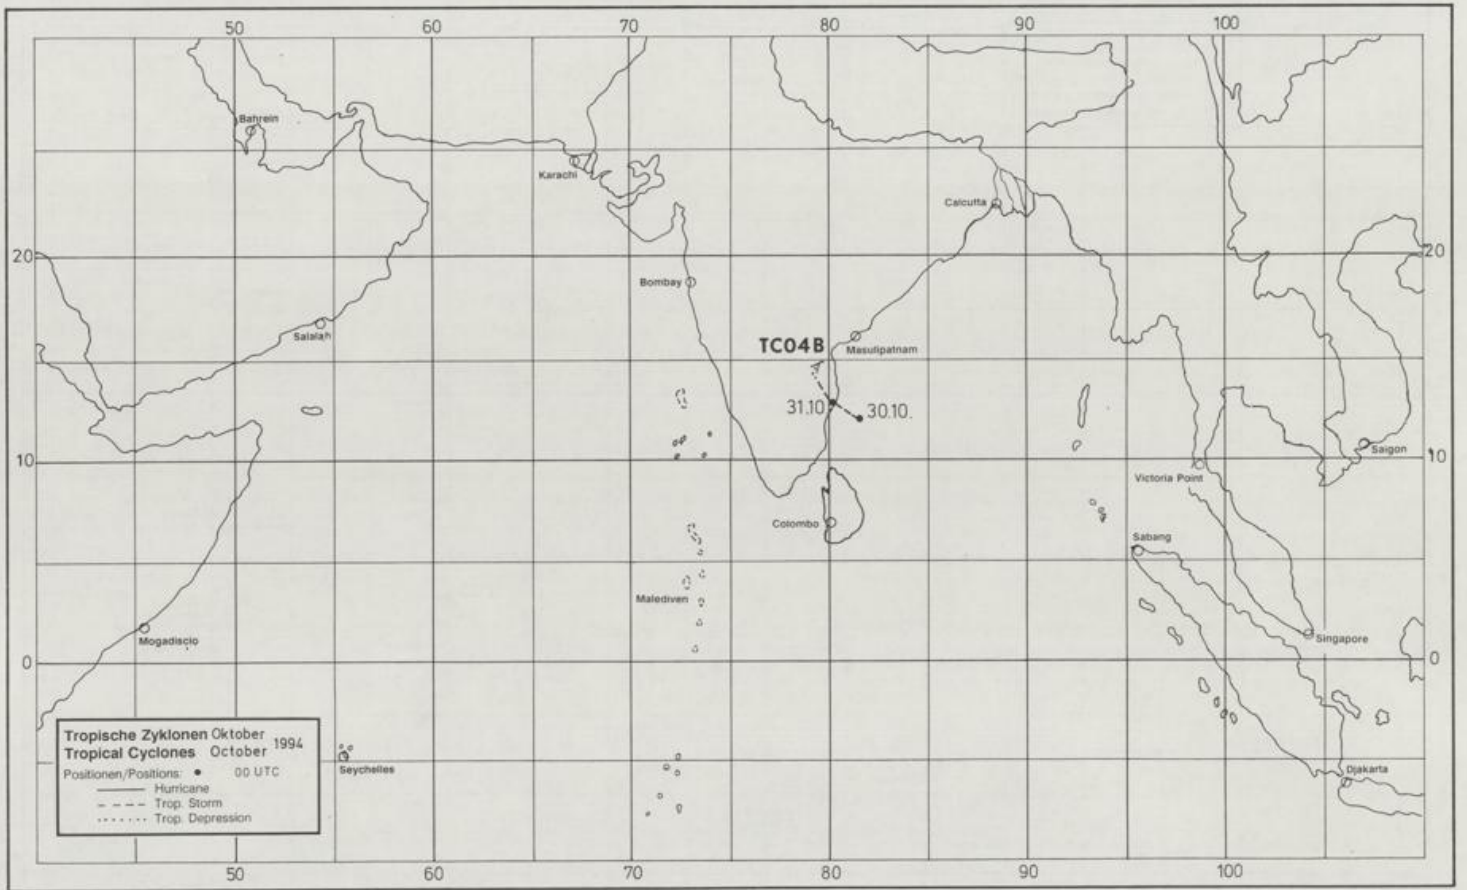 50 60 70 80 90 100
Bahrein
Karachi
Calcutta
20 20
Bombay
Salalah
TC04B
Masulipatnam
31.10 30.10.
10 10
Saigon
Victoria Point
Colombo
Sabang
Malediven
Mogadiscio
Singapore
0 0
Tropische Zyklonen Oktober
Tropical Cyclones October 1994
Positionen/Positions: ● 00 UTC
Hurricane
Trop. Storm
Trop. Depression
Seychelles
Djakarta
50 60 70 80 90 100